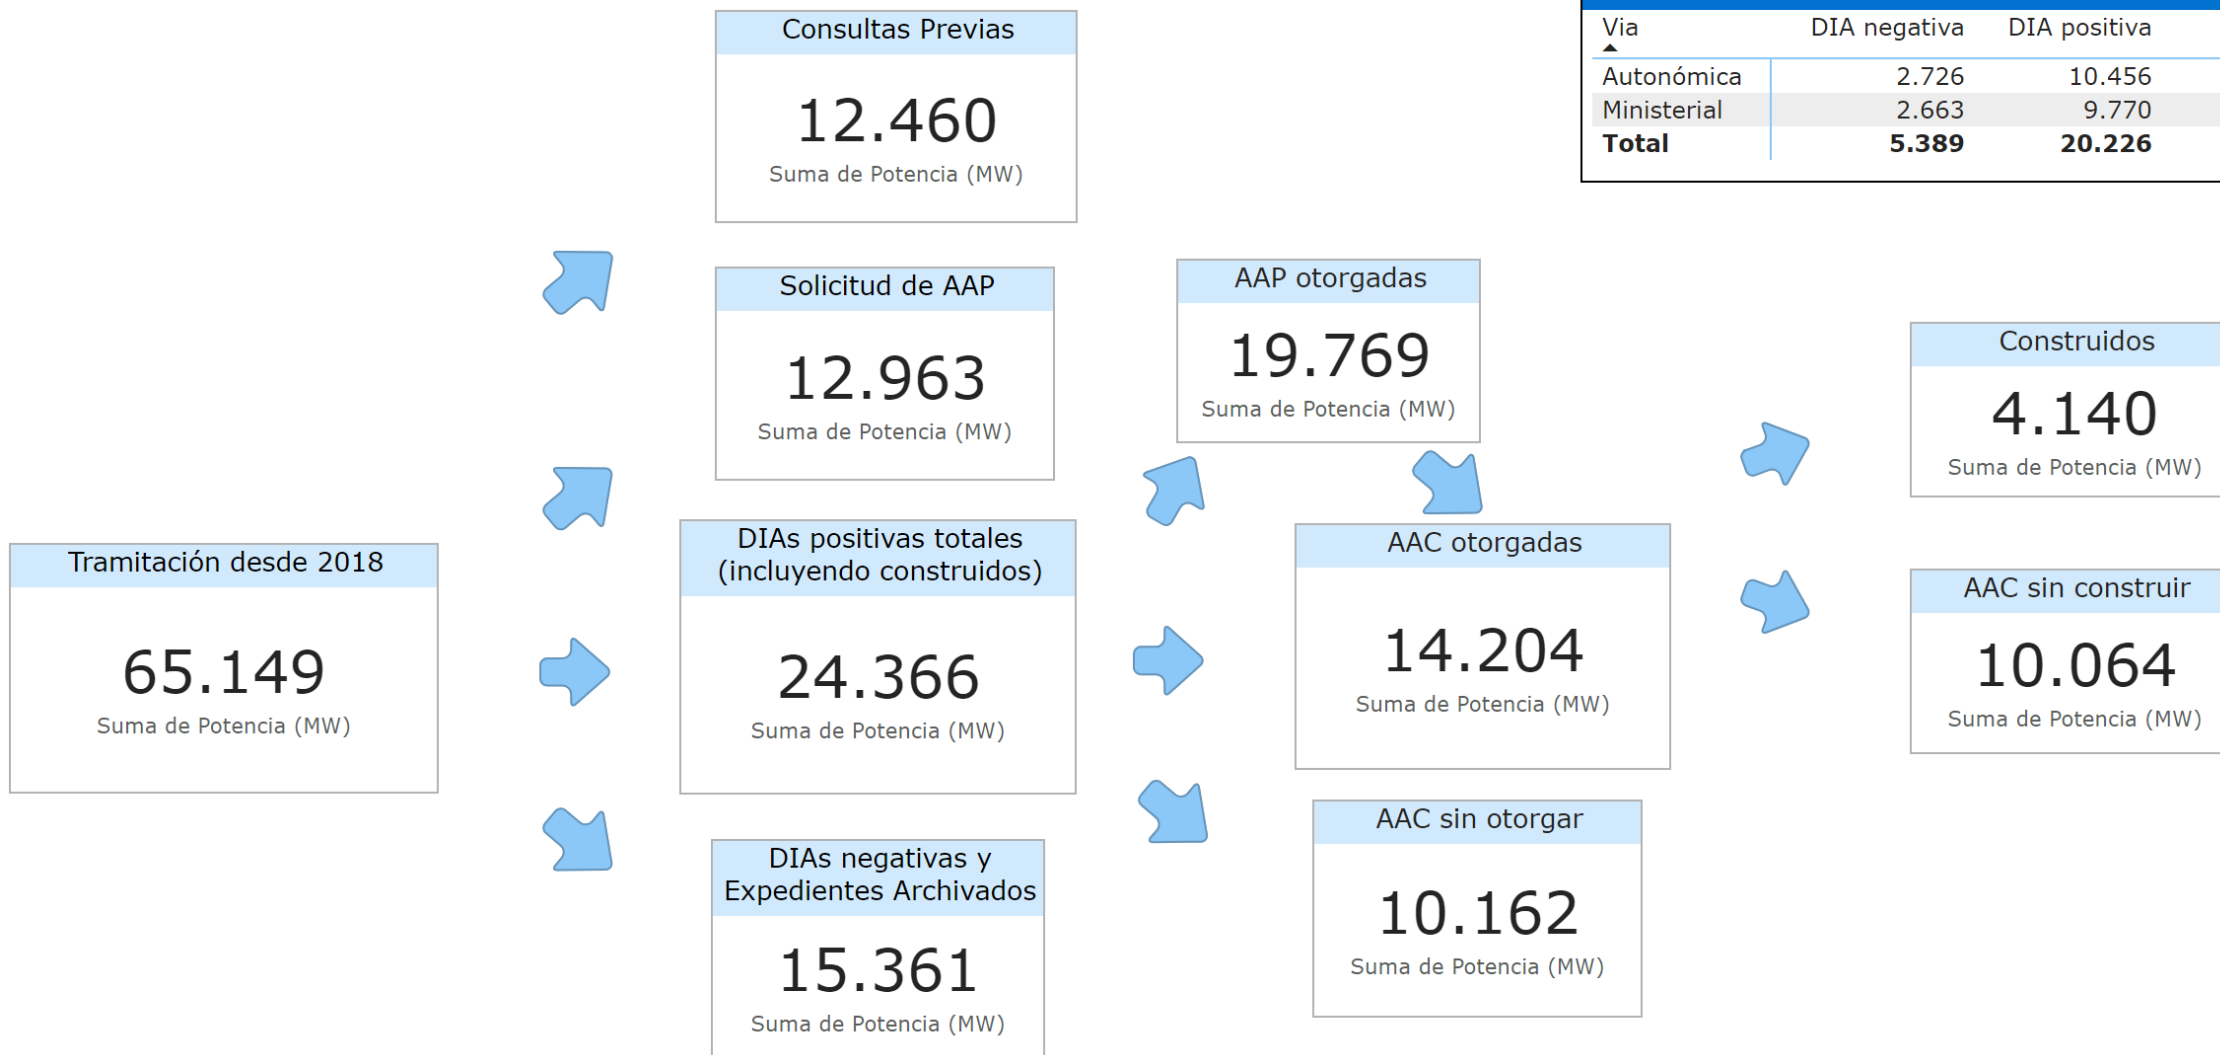 Consultas Previas
12.460
Suma de Potencia (MW)
Via DIA negativa DIA positiva
Autonómica 2.726 10.456
Ministerial 2.663 9.770
Total 5.389 20.226
Solicitud de AAP
12.963
Suma de Potencia (MW)
AAP otorgadas
19.769
Suma de Potencia (MW)
Construidos
4.140
Suma de Potencia (MW)
Tramitación desde 2018
65.149
Suma de Potencia (MW)
DIAs positivas totales
(incluyendo construidos)
24.366
Suma de Potencia (MW)
AAC otorgadas
14.204
Suma de Potencia (MW)
AAC sin construir
10.064
Suma de Potencia (MW)
DIAs negativas y
Expedientes Archivados
15.361
Suma de Potencia (MW)
AAC sin otorgar
10.162
Suma de Potencia (MW)